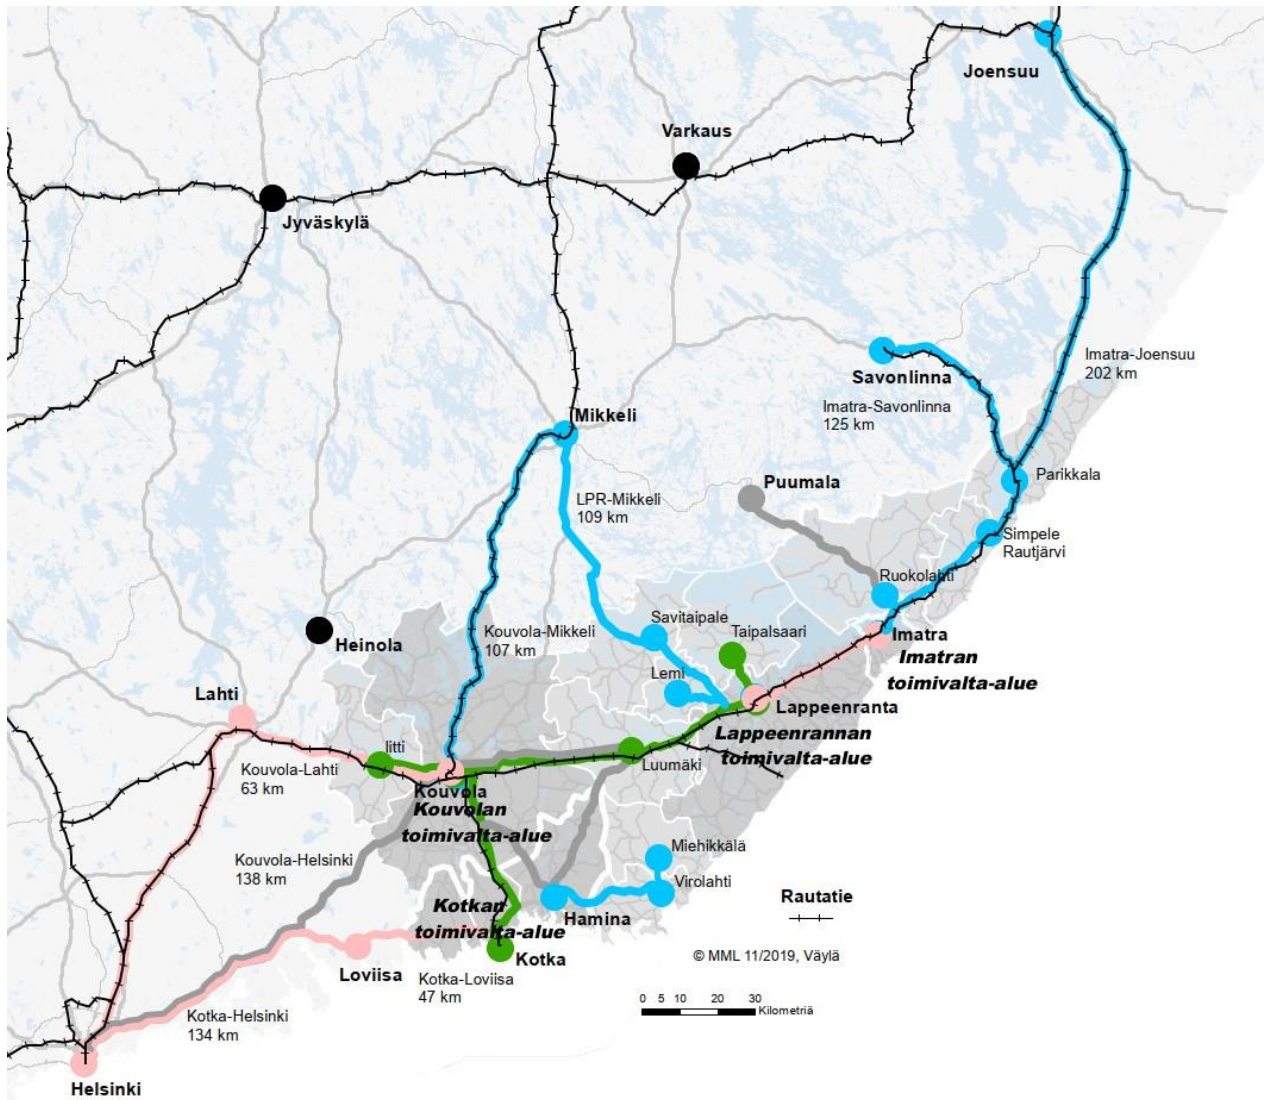 Joensuu
Varkaus
Jyväskylä
Imatra-Joensuu
202 km
Savonlinna
Imatra-Savonlinna
125 km
Mikkeli
Parikkala
Puumala
LPR-Mikkeli
109 km
Simpele
Rautjärvi
Ruokolahti
Savitaipale
Taipalsaari
Kouvola-Mikkeli
107 km
Imatra
Heinola
Imatran
toimivalta-alue
Lemi
Lahti
Lappeenranta
Lappeenrannan
toimivalta-alue
Iitti
Luumäki
Kouvola-Lahti
63 km
Kouvola
Kouvolan
toimivalta-alue
Miehikkälä
Kouvola-Helsinki
138 km
Virolahti
Rautatie
Kotkan
toimivalta-alue
Hamina
Kotka
© MML 11/2019, Väylä
Loviisa
Kotka-Loviisa
47 km
0 5 10 20 30
Kilometriä
Kotka-Helsinki
134 km
Helsinki